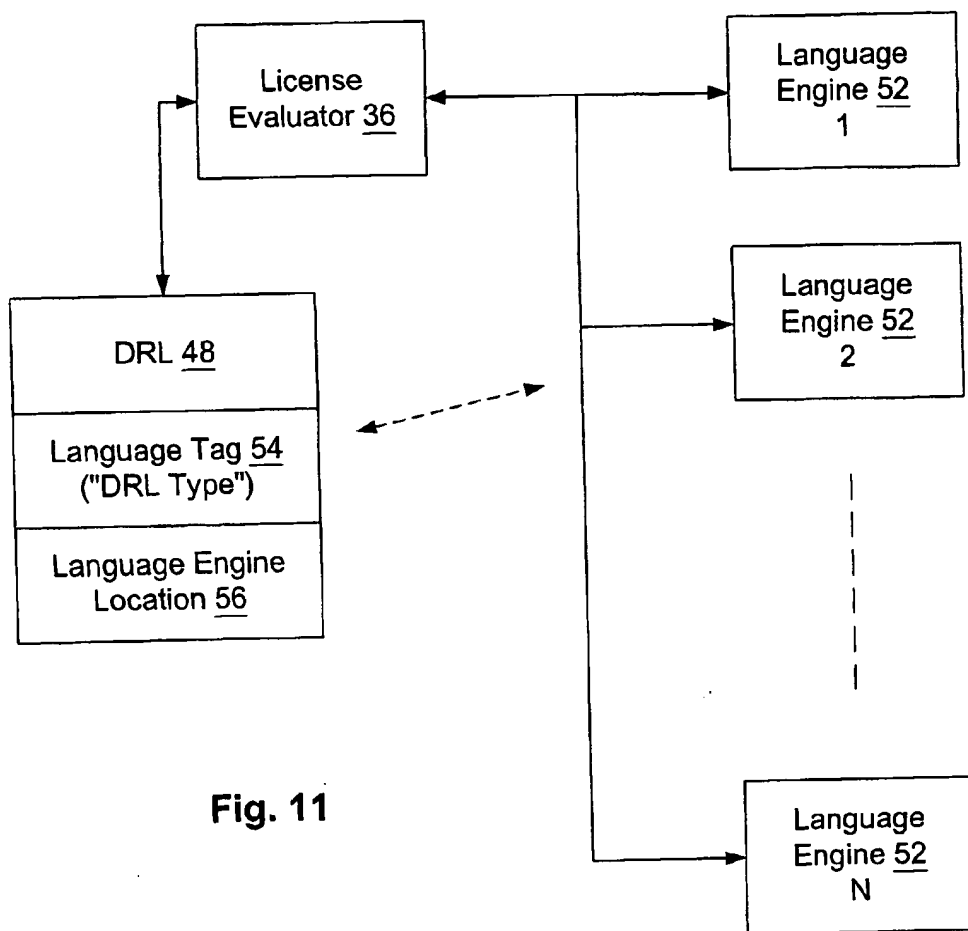 License
Evaluator 36
Language
Engine 52
1
DRL 48
Language Tag 54
("DRL Type")
Language Engine
Location 56
Language
Engine 52
2
Language
Engine 52
N
Fig. 11